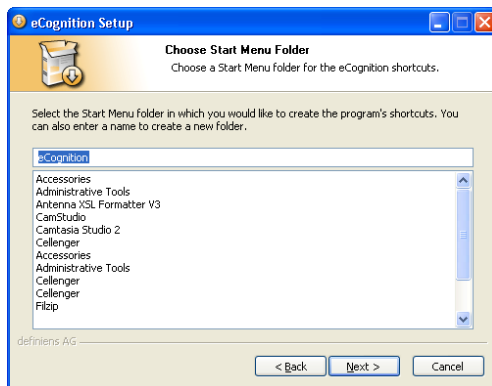 eCognition Setup
Choose Start Menu Folder
Choose a Start Menu folder for the eCognition shortcuts.
Select the Start Menu folder in which you would like to create the program's shortcuts. You
can also enter a name to create a new folder.
eCognition
Accessories
Administrative Tools
Antenna XSL Formatter V3
CamStudio
Camtasia Studio 2
Cellenger
Accessories
Administrative Tools
Cellenger
Cellenger
Filzip
definiens AG
< Back Next > Cancel